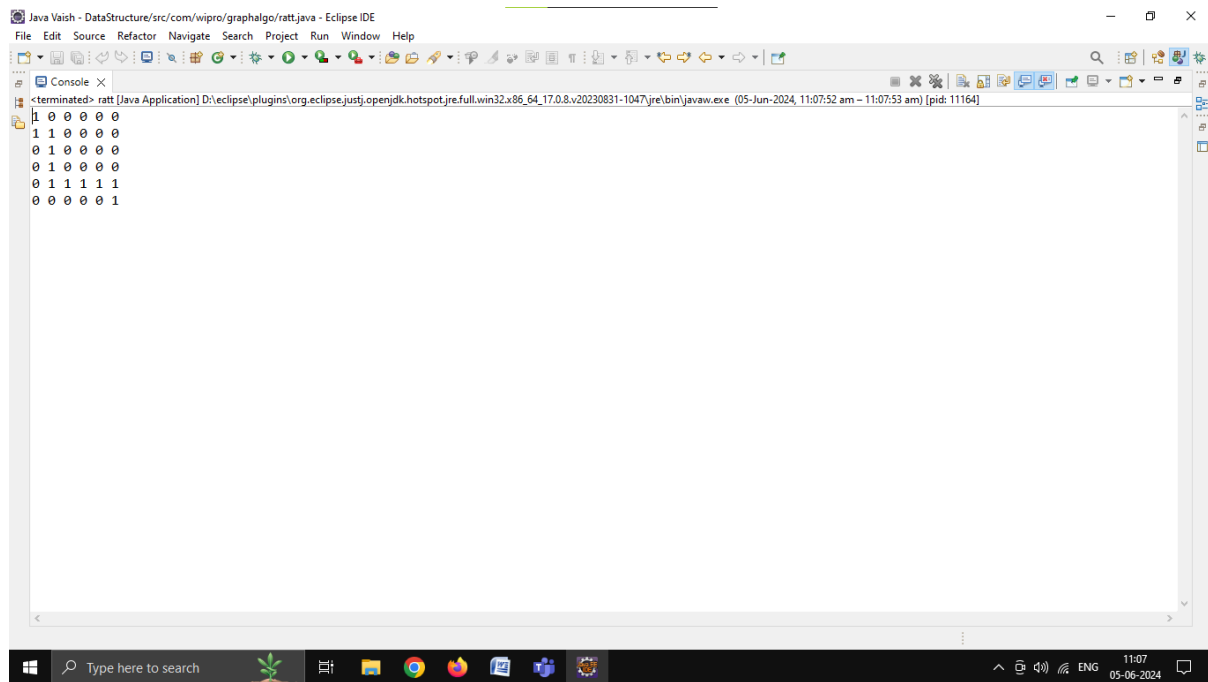 Java Vaish - DataStructure/src/com/wipro/graphalgo/ratt.java - Eclipse IDE
File Edit Source Refactor Navigate Search Project Run Window Help
Console
<terminated> ratt [Java Application] D:\eclipse\plugins\org.eclipse.justj.openjdk.hotspot.jre.full.win32.x86_64_17.0.8.v20230831-1047\jre\bin\javaw.exe (05-Jun-2024, 11:07:52 am – 11:07:53 am) [pid: 11164]
1 0 0 0 0 0
1 1 0 0 0 0
0 1 0 0 0 0
0 1 0 0 0 0
0 1 1 1 1 1
0 0 0 0 0 1
Type here to search
ENG
11:07
05-06-2024